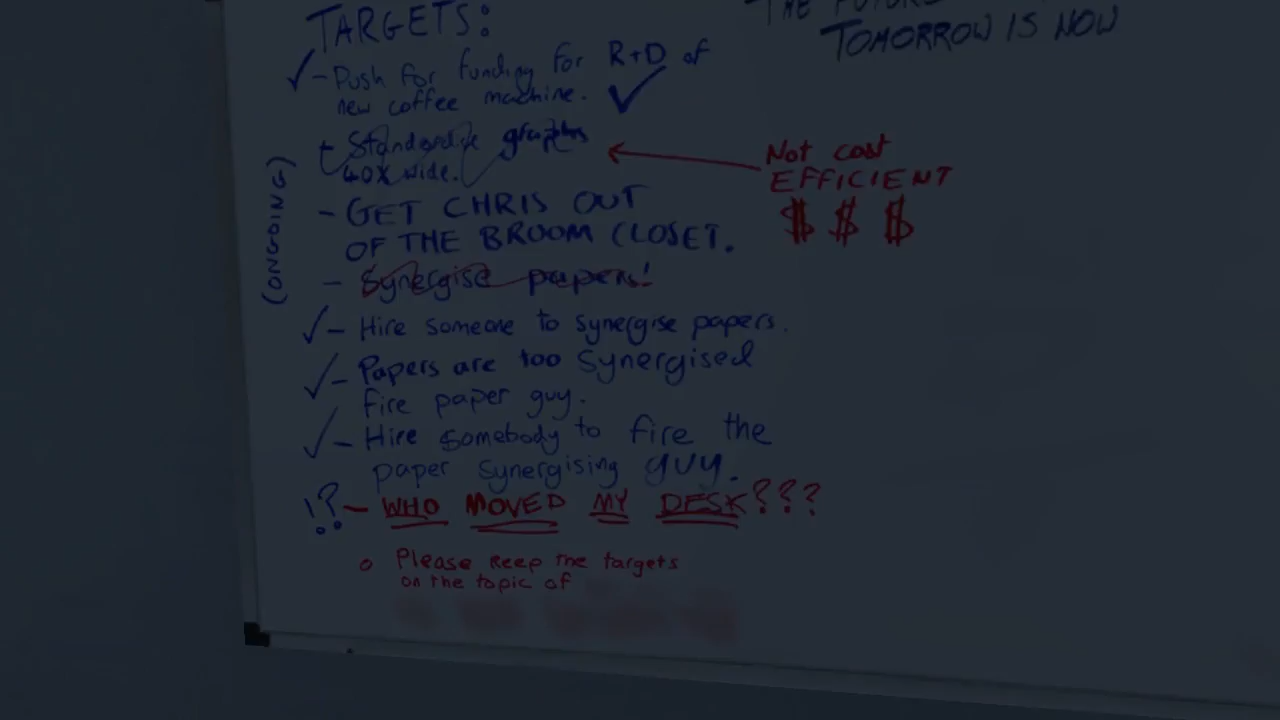 TARGETS:
- Push for funding for R+D of
new coffee machine.
- Standardise graphs
40% wide.
(ONGOING)
- GET CHRIS OUT
OF THE BROOM CLOSET.
- Synergise papers!
- Hire someone to synergise papers.
- Papers are too synergised
fire paper guy.
- Hire somebody to fire the
paper synergising guy.
!? - WHO MOVED MY DESK???
o Please keep the targets
on the topic of
THE FUTURE
TOMORROW IS NOW
Not cost
EFFICIENT
$ $ $